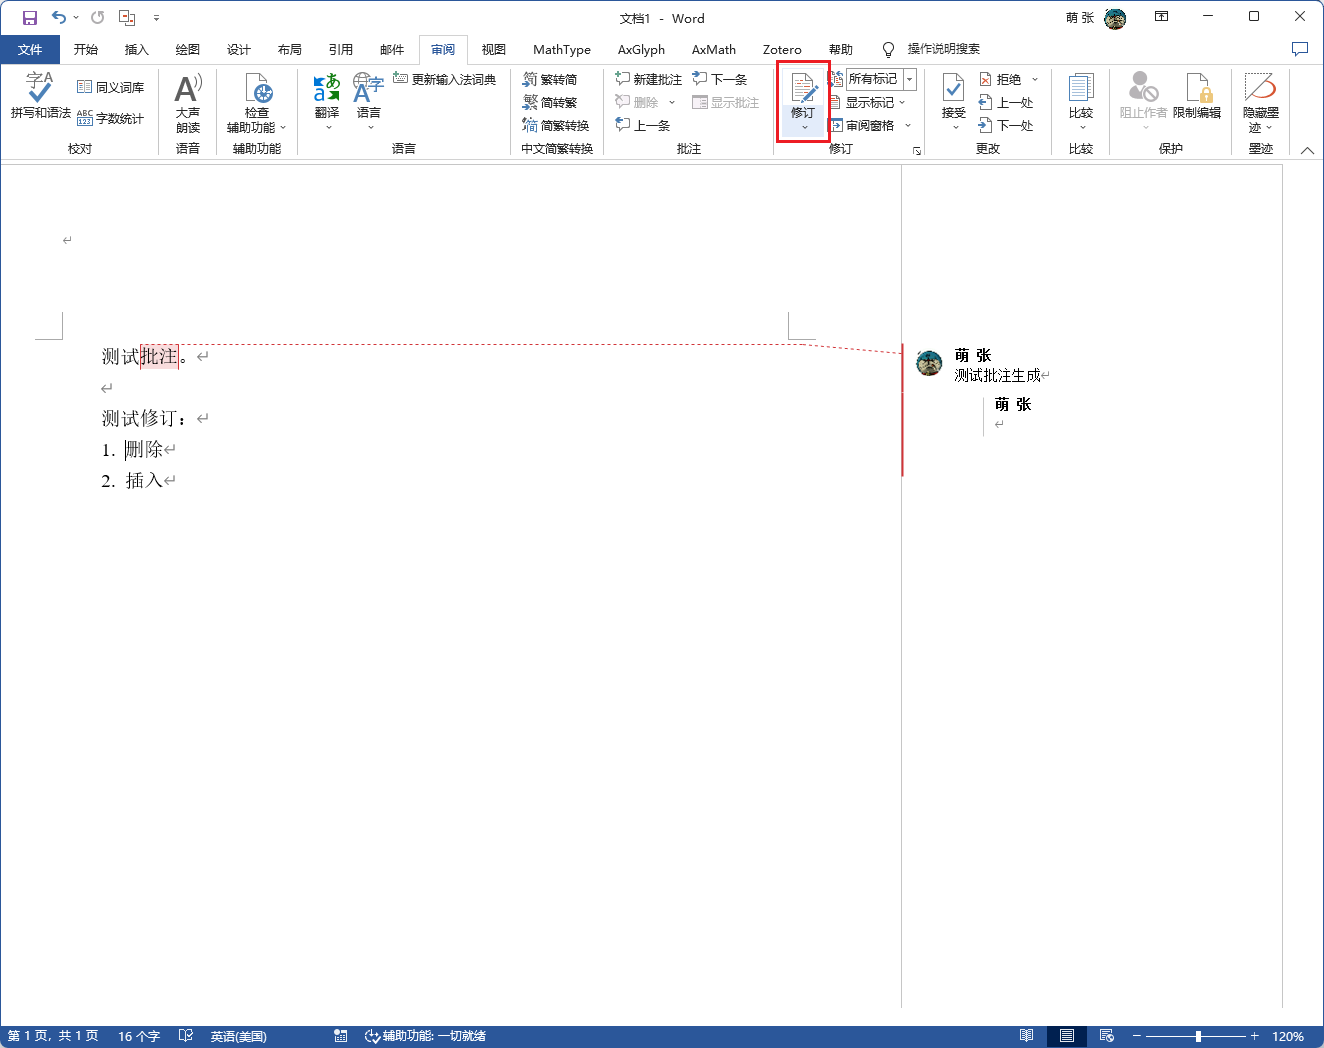 文档1 - Word
萌 张
文件 开始 插入 绘图 设计 布局 引用 邮件 审阅 视图 MathType AxGlyph AxMath Zotero 帮助 操作说明搜索
字A
拼写和语法
同义词库
ABC
123
字数统计
校对
A
大声
朗读
语音
检查
辅助功能
辅助功能
あ
a
翻译
字
A
语言
更新输入法词典
语言
繁 繁转简
繁 简转繁
简 简繁转换
中文简繁转换
新建批注
删除
上一条
下一条
显示批注
批注
修订
所有标记
显示标记
审阅窗格
修订
接受
拒绝
上一处
下一处
更改
比较
比较
阻止作者
限制编辑
保护
隐藏墨
迹
墨迹
测试批注。
测试修订：
1. 删除
2. 插入
萌 张
测试批注生成
萌 张
第 1 页，共 1 页 16 个字 英语(美国) 辅助功能: 一切就绪 120%